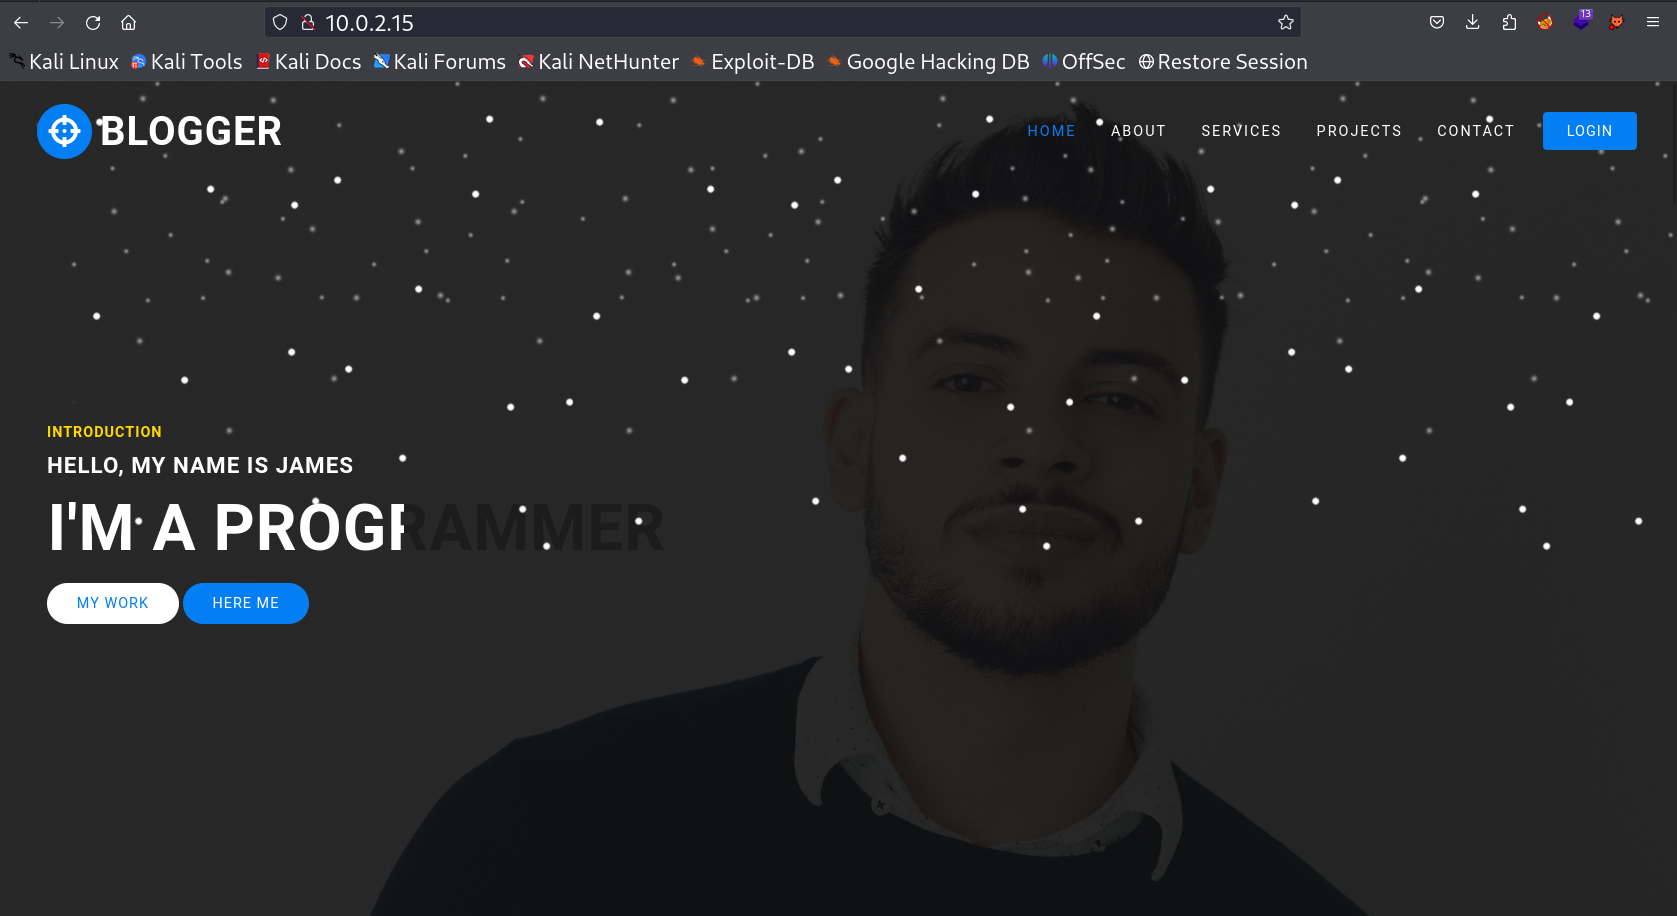 10.0.2.15
13
Kali Linux Kali Tools Kali Docs Kali Forums Kali NetHunter Exploit-DB Google Hacking DB OffSec Restore Session
BLOGGER
HOME ABOUT SERVICES PROJECTS CONTACT LOGIN
INTRODUCTION
HELLO, MY NAME IS JAMES
I'M A PROGRAMMER
MY WORK HERE ME